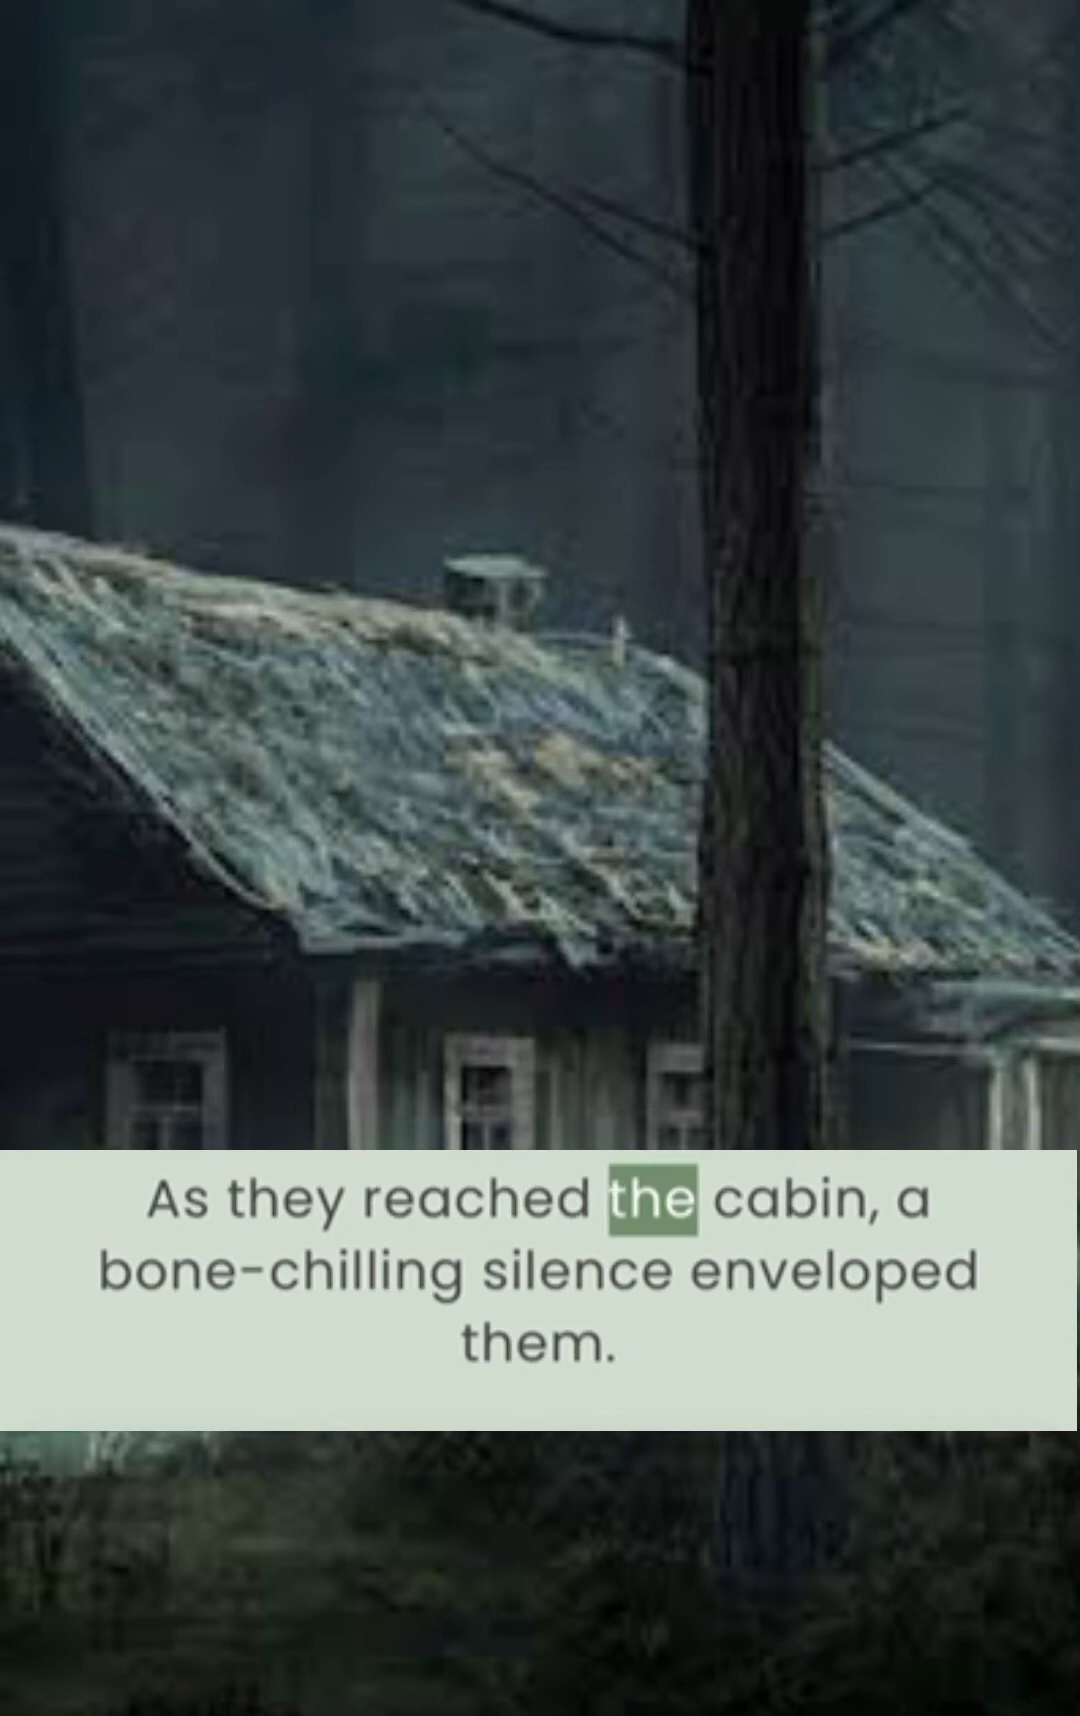 As they reached the cabin, a
bone-chilling silence enveloped
them.